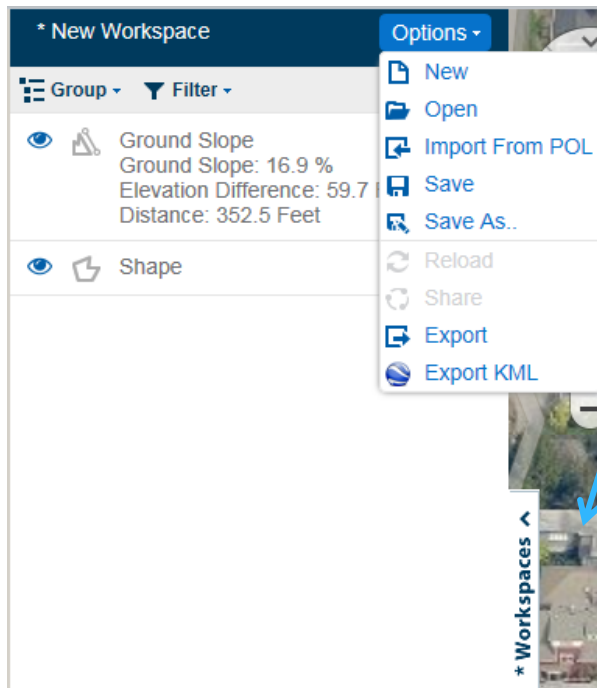 * New Workspace
Options
Group
Filter
Ground Slope
Ground Slope: 16.9 %
Elevation Difference: 59.7
Distance: 352.5 Feet
Shape
New
Open
Import From POL
Save
Save As..
Reload
Share
Export
Export KML
* Workspaces